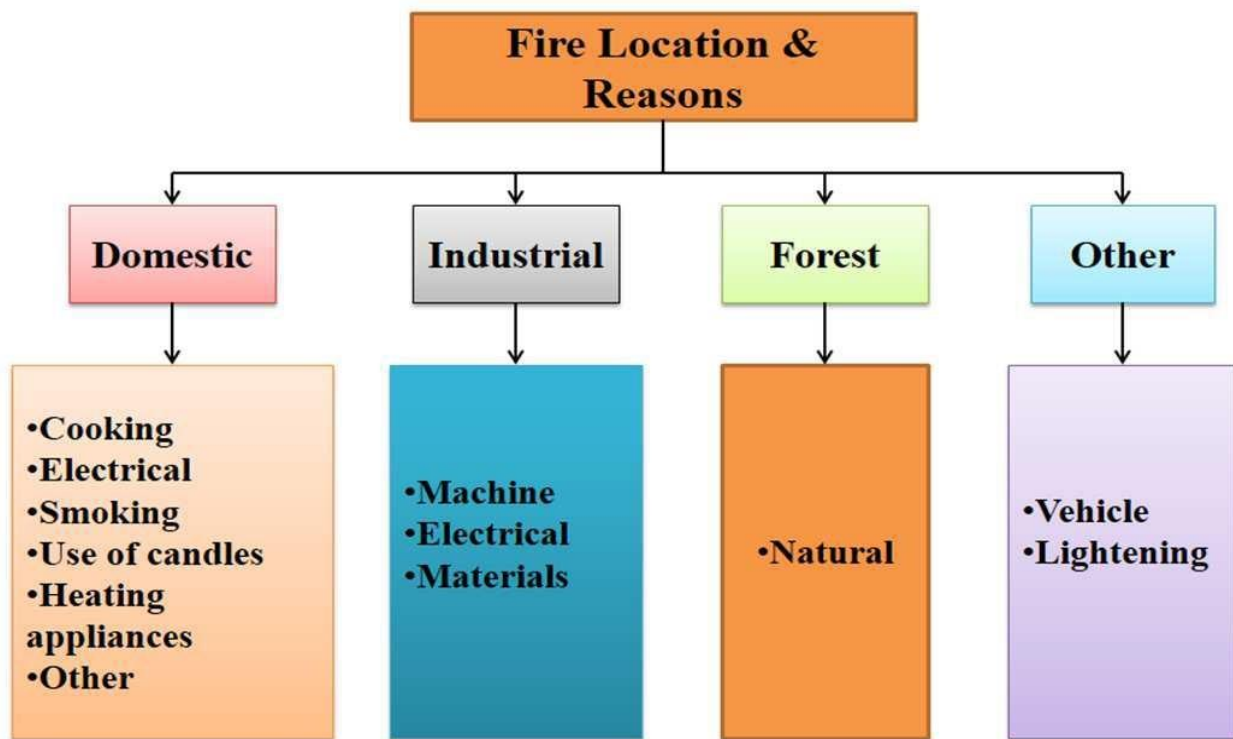 Fire Location &
Reasons
Domestic
Industrial
Forest
Other
•Cooking
•Electrical
•Smoking
•Use of candles
•Heating
appliances
•Other
•Machine
•Electrical
•Materials
•Natural
•Vehicle
•Lightening